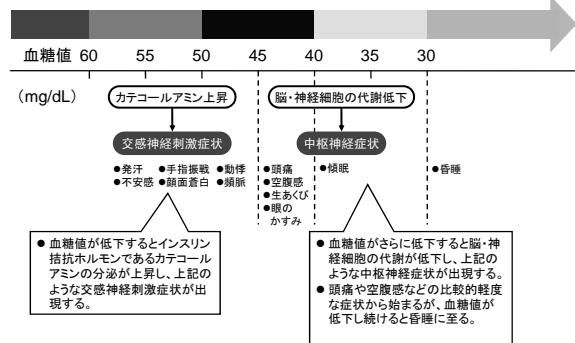 血糖値 60 55 50 45 40 35 30
(mg/dL)
カテコールアミン上昇
脳・神経細胞の代謝低下
交感神経刺激症状
中枢神経症状
●発汗 ●手指振戦 ●動悸
●不安感 ●顔面蒼白 ●頻脈
●頭痛
●空腹感
●生あくび
●眼の
かすみ
●傾眠
●昏睡
● 血糖値が低下するとインスリン
拮抗ホルモンであるカテコール
アミンの分泌が上昇し、上記の
ような交感神経刺激症状が出
現する。
● 血糖値がさらに低下すると脳・神
経細胞の代謝が低下し、上記の
ような中枢神経症状が出現する。
● 頭痛や空腹感などの比較的軽度
な症状から始まるが、血糖値が
低下し続けると昏睡に至る。